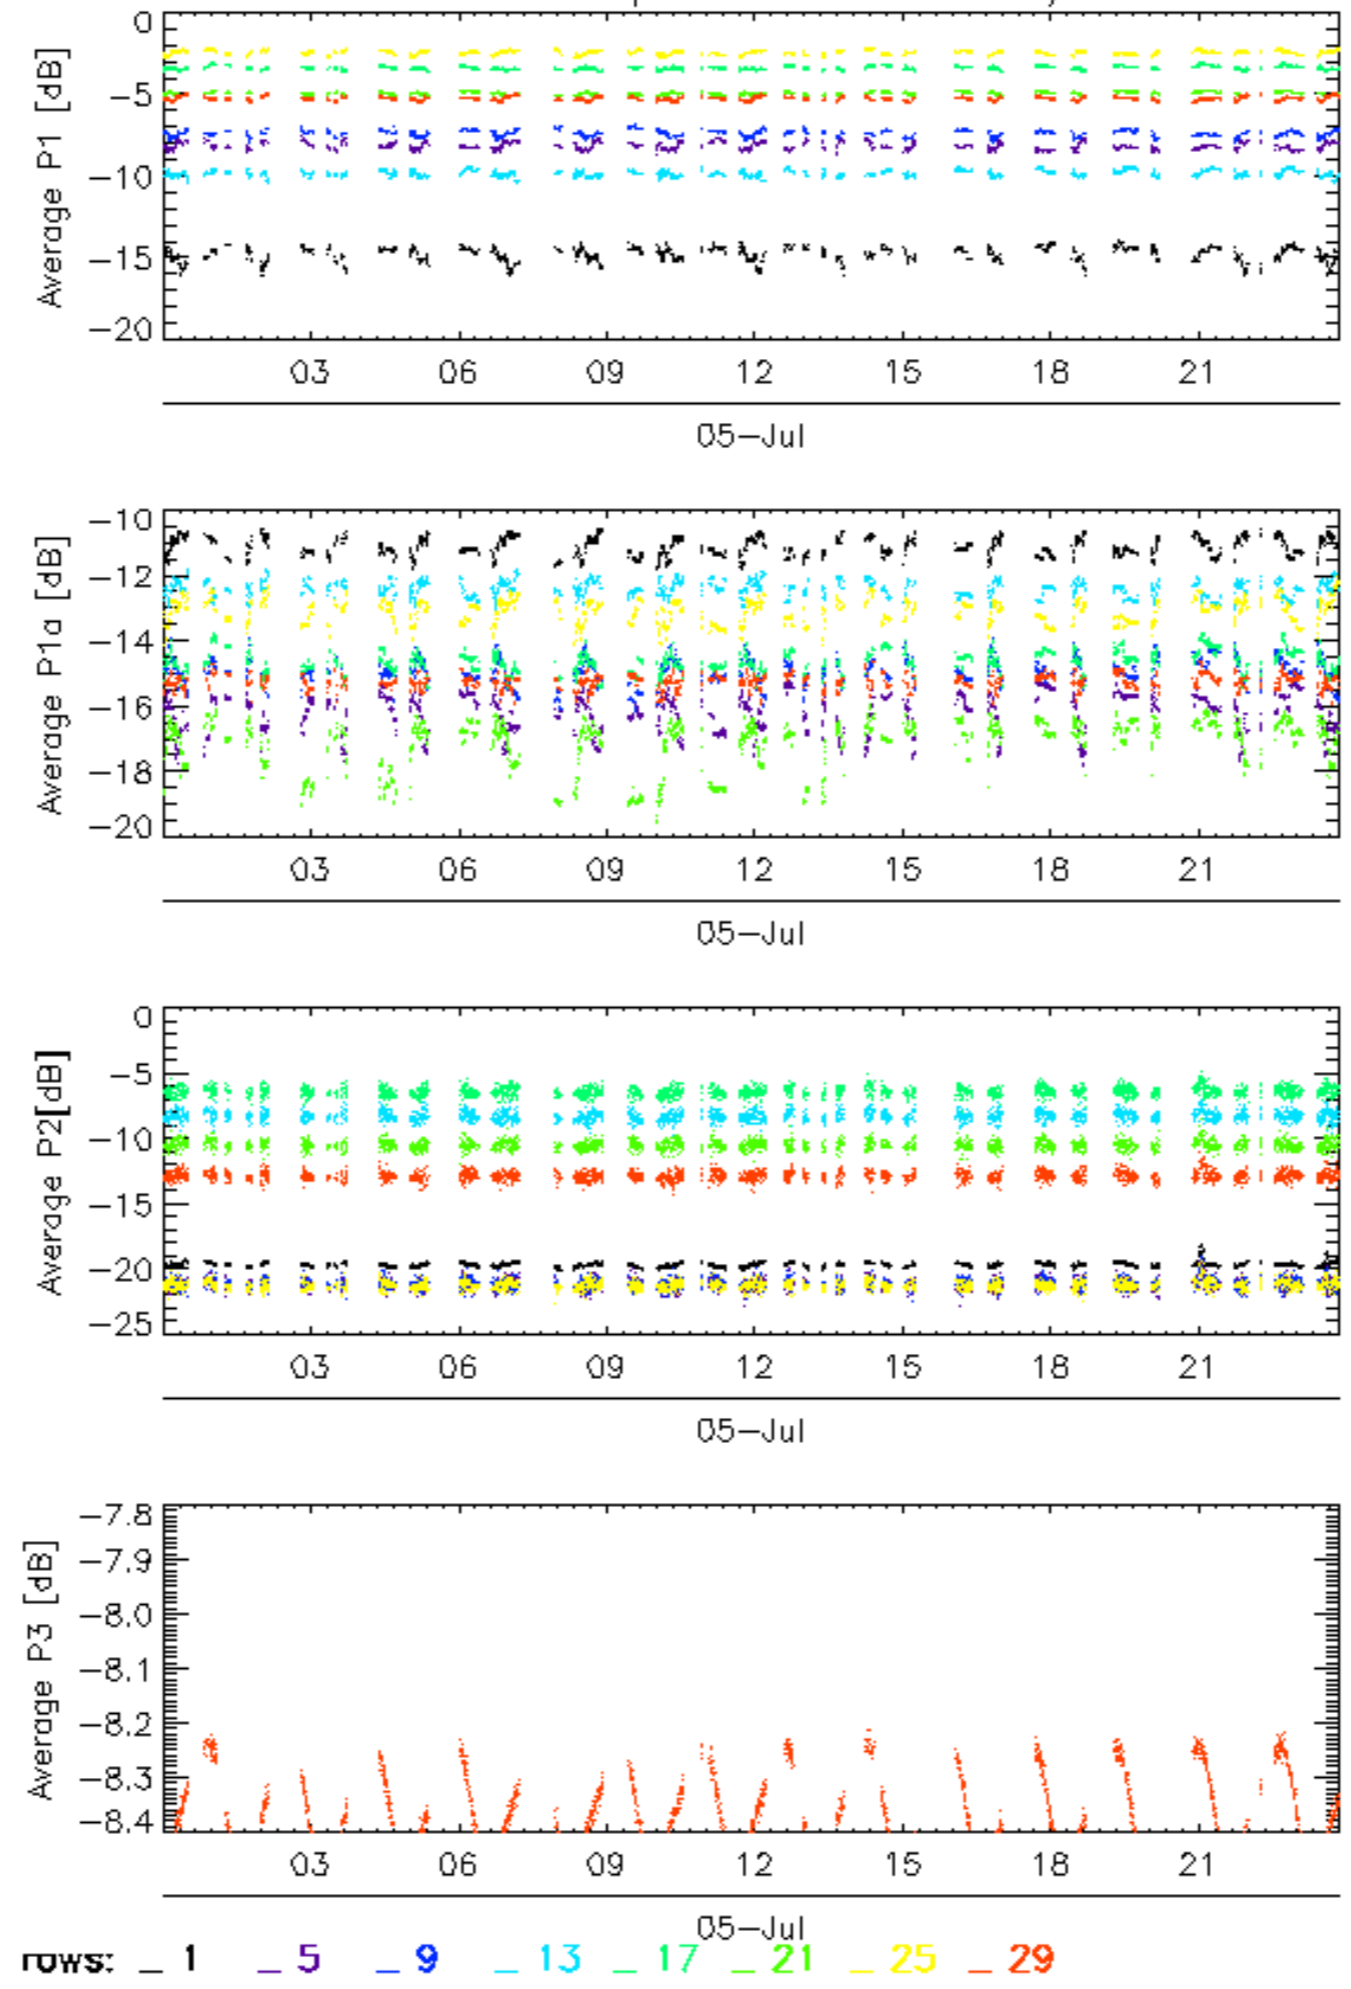 0
−5
−10
−15
−20
Average P1 [dB]
03 06 09 12 15 18 21
05−Jul
−10
−12
−14
−16
−18
−20
Average P1a [dB]
03 06 09 12 15 18 21
05−Jul
0
−5
−10
−15
−20
−25
Average P2[dB]
03 06 09 12 15 18 21
05−Jul
−7.8
−7.9
−8.0
−8.1
−8.2
−8.3
−8.4
Average P3 [dB]
03 06 09 12 15 18 21
05−Jul
rows: _ 1 _ 5 _ 9 _ 13 _ 17 _ 21 _ 25 _ 29